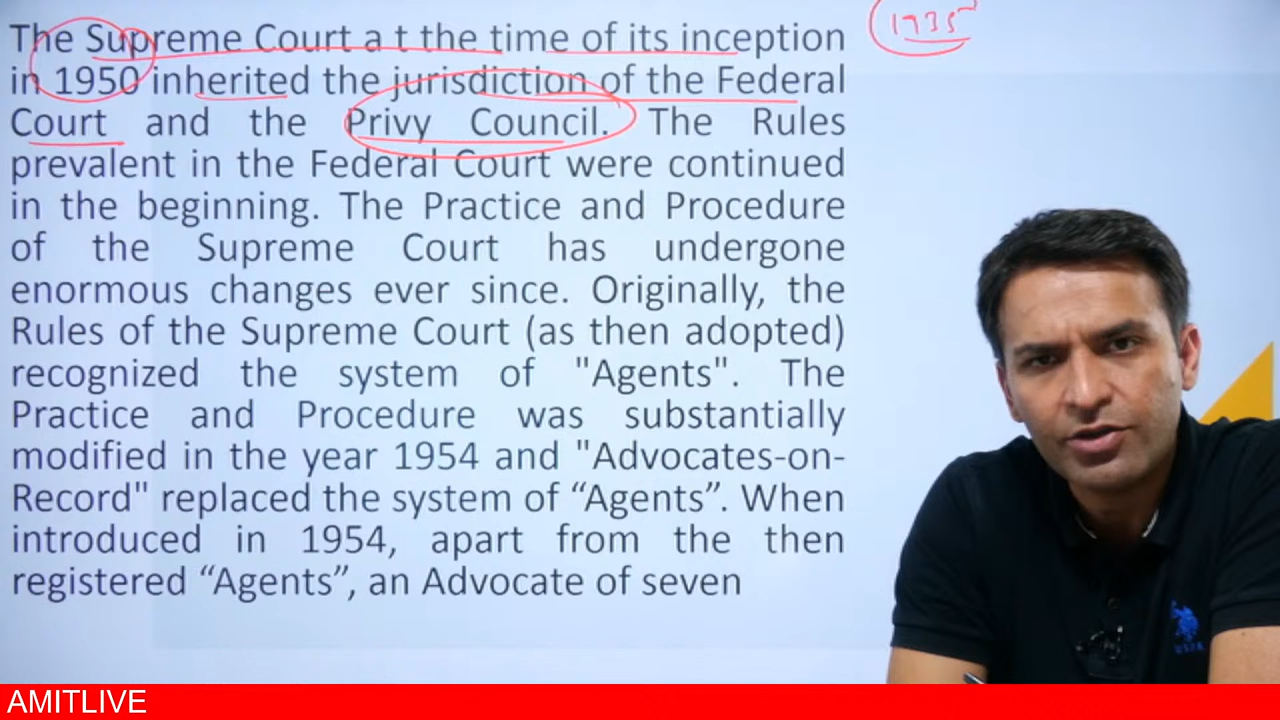 The Supreme Court a t the time of its inception
in 1950 inherited the jurisdiction of the Federal
Court and the Privy Council. The Rules
prevalent in the Federal Court were continued
in the beginning. The Practice and Procedure
of the Supreme Court has undergone
enormous changes ever since. Originally, the
Rules of the Supreme Court (as then adopted)
recognized the system of "Agents". The
Practice and Procedure was substantially
modified in the year 1954 and "Advocates-on-
Record" replaced the system of “Agents”. When
introduced in 1954, apart from the then
registered “Agents”, an Advocate of seven
1935
USPA
AMITLIVE